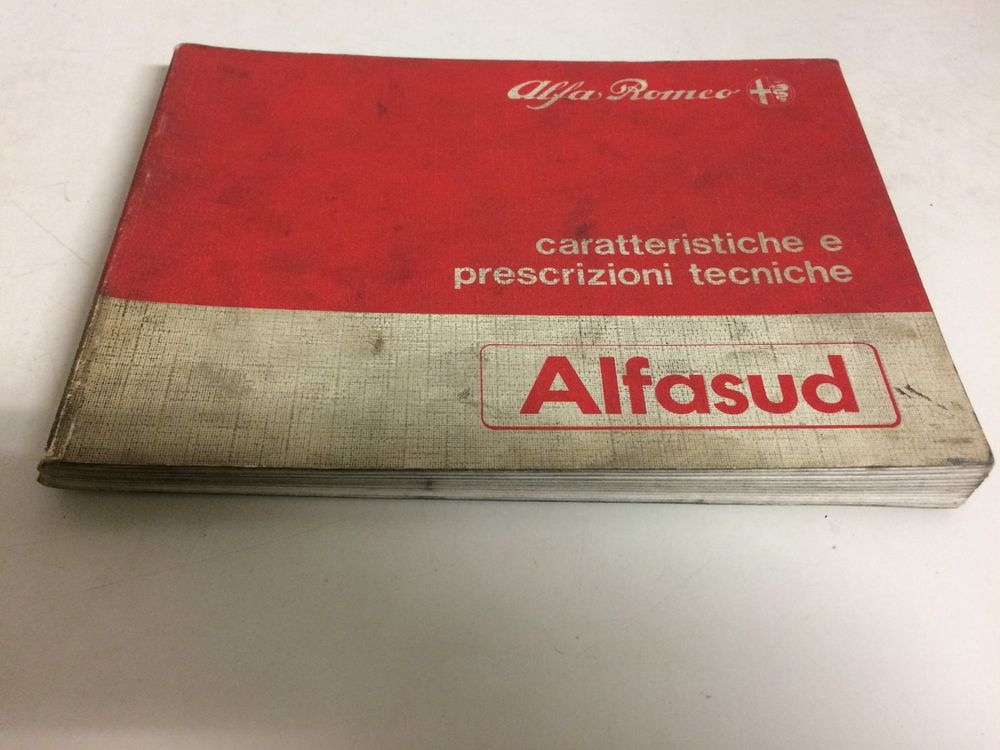 Alfa Romeo
caratteristiche e
prescrizioni tecniche
Alfasud